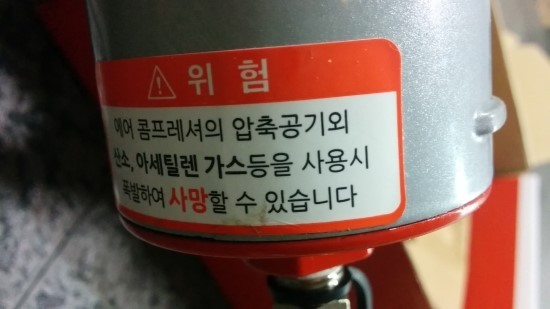 ⚠ 위 험
에어 콤프레셔의 압축공기외
산소, 아세틸렌 가스등을 사용시
폭발하여 사망할 수 있습니다